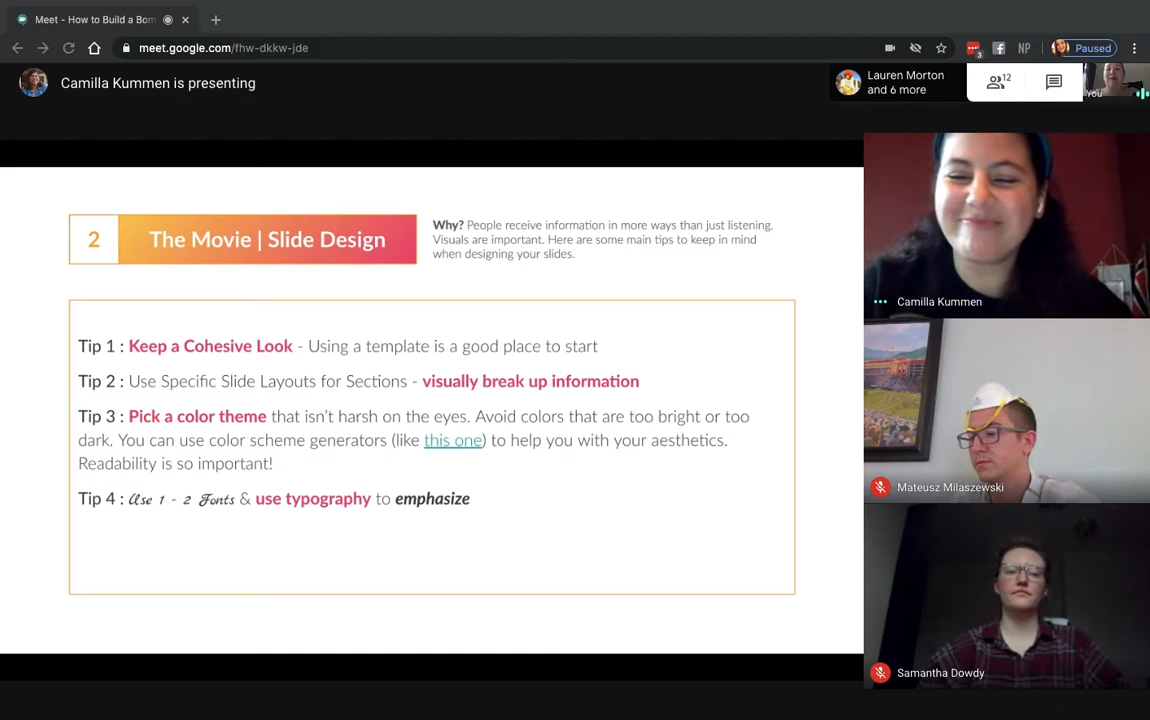 Meet - How to Build a Bom
meet.google.com/fhw-dkkw-jde
3
NP
Paused
Camilla Kummen is presenting
Lauren Morton
and 6 more
12
You
2
The Movie | Slide Design
Why? People receive information in more ways than just listening.
Visuals are important. Here are some main tips to keep in mind
when designing your slides.
Tip 1 : Keep a Cohesive Look - Using a template is a good place to start
Tip 2 : Use Specific Slide Layouts for Sections - visually break up information
Tip 3 : Pick a color theme that isn't harsh on the eyes. Avoid colors that are too bright or too
dark. You can use color scheme generators (like this one) to help you with your aesthetics.
Readability is so important!
Tip 4 : Use 1 - 2 Fonts & use typography to emphasize
Camilla Kummen
Mateusz Milaszewski
Samantha Dowdy